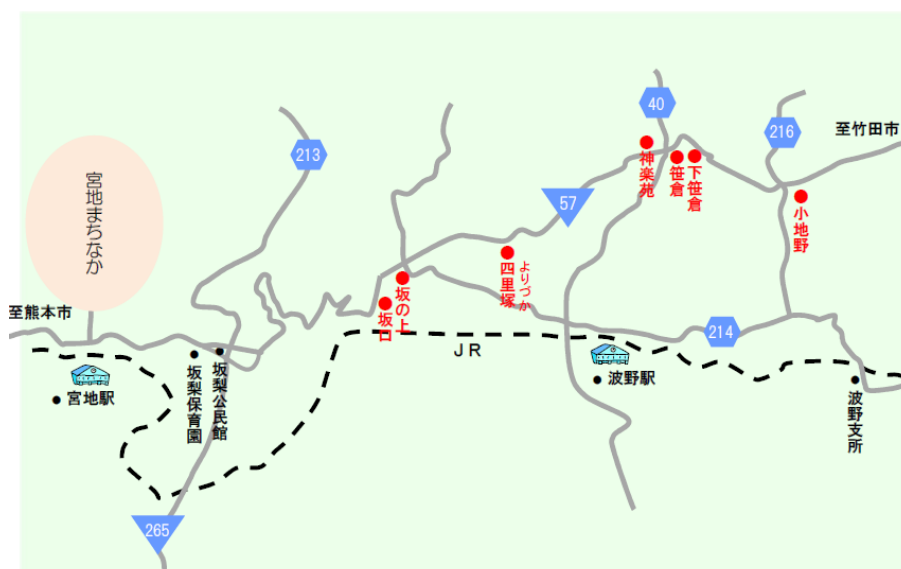 40
213
216
至竹田市
神楽苑
笹倉
下笹倉
宮地まちなか
57
小地野
四里塚
よりづか
坂の上
坂口
至熊本市
214
JR
坂梨保育園
坂梨公民館
波野駅
宮地駅
波野支所
265